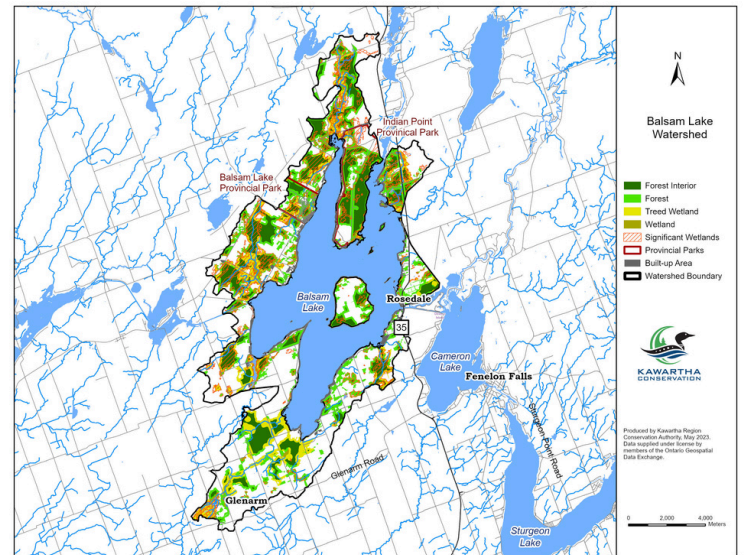 Indian Point
Provincial Park
Balsam Lake
Provincial Park
Balsam
Lake
Rosedale
35
Cameron
Lake
Fenelon Falls
Sturgeon Point Road
Glenarm Road
Glenarm
Sturgeon
Lake
N
Balsam Lake
Watershed
Forest Interior
Forest
Treed Wetland
Wetland
Significant Wetlands
Provincial Parks
Built-up Area
Watershed Boundary
KAWARTHA
CONSERVATION
Produced by Kawartha Region
Conservation Authority, May 2023.
Data supplied under license by
members of the Ontario Geospatial
Data Exchange.
0 2,000 4,000
Meters